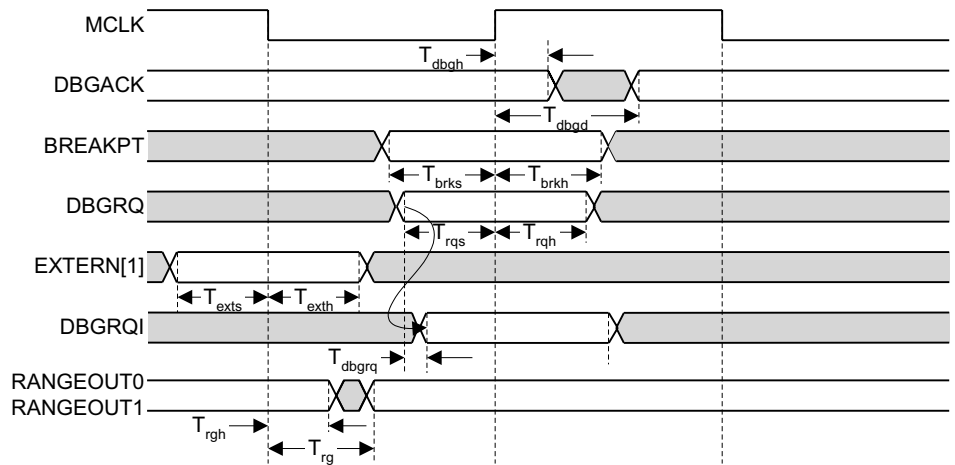 MCLK
T_dbgh
DBGACK
T_dbgd
BREAKPT
T_brks T_brkh
DBGRQ
T_rqs T_rqh
EXTERN[1]
T_exts T_exth
DBGRQI
T_dbgrq
RANGEOUT0
RANGEOUT1
T_rgh
T_rg